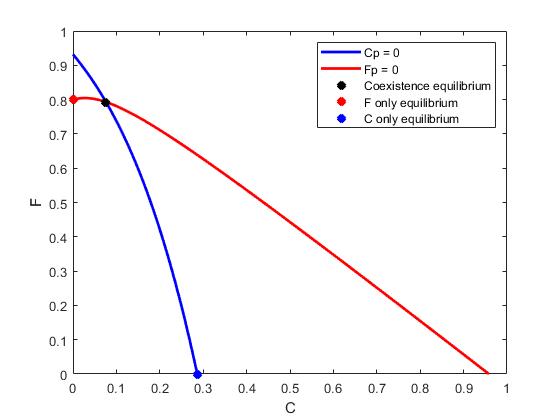 1
0.9
0.8
0.7
0.6
0.5
0.4
0.3
0.2
0.1
0
F
Cp = 0
Fp = 0
Coexistence equilibrium
F only equilibrium
C only equilibrium
0 0.1 0.2 0.3 0.4 0.5 0.6 0.7 0.8 0.9 1
C